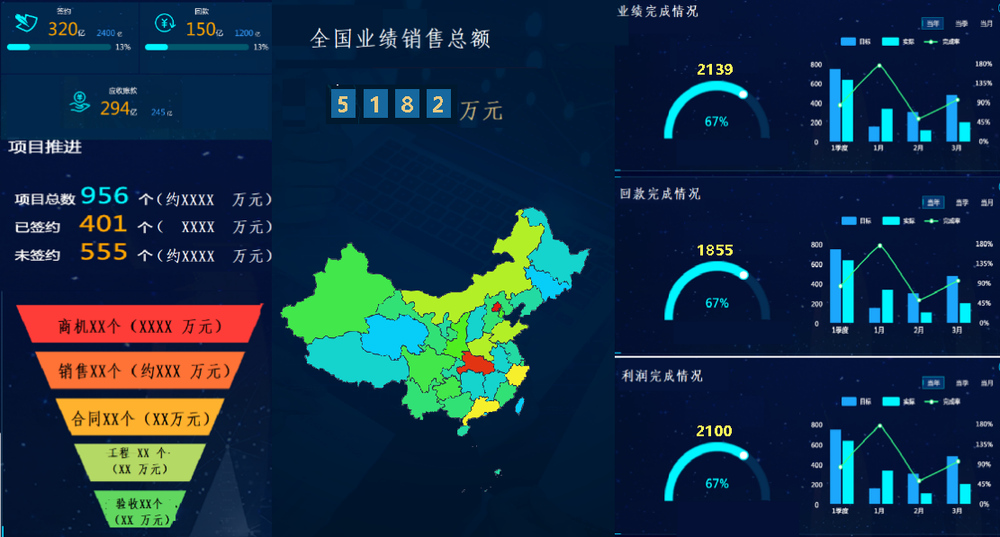 签约
320亿 2400 亿
13%
回款
150亿 1200 亿
13%
应收账款
294亿 245 亿
项目推进
项目总数 956 个(约XXXX 万元)
已签约 401 个( XXXX 万元)
未签约 555 个(约XXXX 万元)
商机XX个（XXXX 万元）
销售XX个（约XXX 万元）
合同XX个（XX万元）
工程 XX 个
（XX 万元）
验收XX个
（XX 万元）
全国业绩销售总额
5 1 8 2 万元
业绩完成情况
当年 当季 当月
目标 实际 完成率
2139
67%
800 180%
600 135%
400 90%
200 45%
0 0%
1季度 1月 2月 3月
回款完成情况
当年 当季 当月
目标 实际 完成率
1855
67%
800 180%
600 135%
400 90%
200 45%
0 0%
1季度 1月 2月 3月
利润完成情况
当年 当季 当月
目标 实际 完成率
2100
67%
800 180%
600 135%
400 90%
200 45%
0 0%
1季度 1月 2月 3月